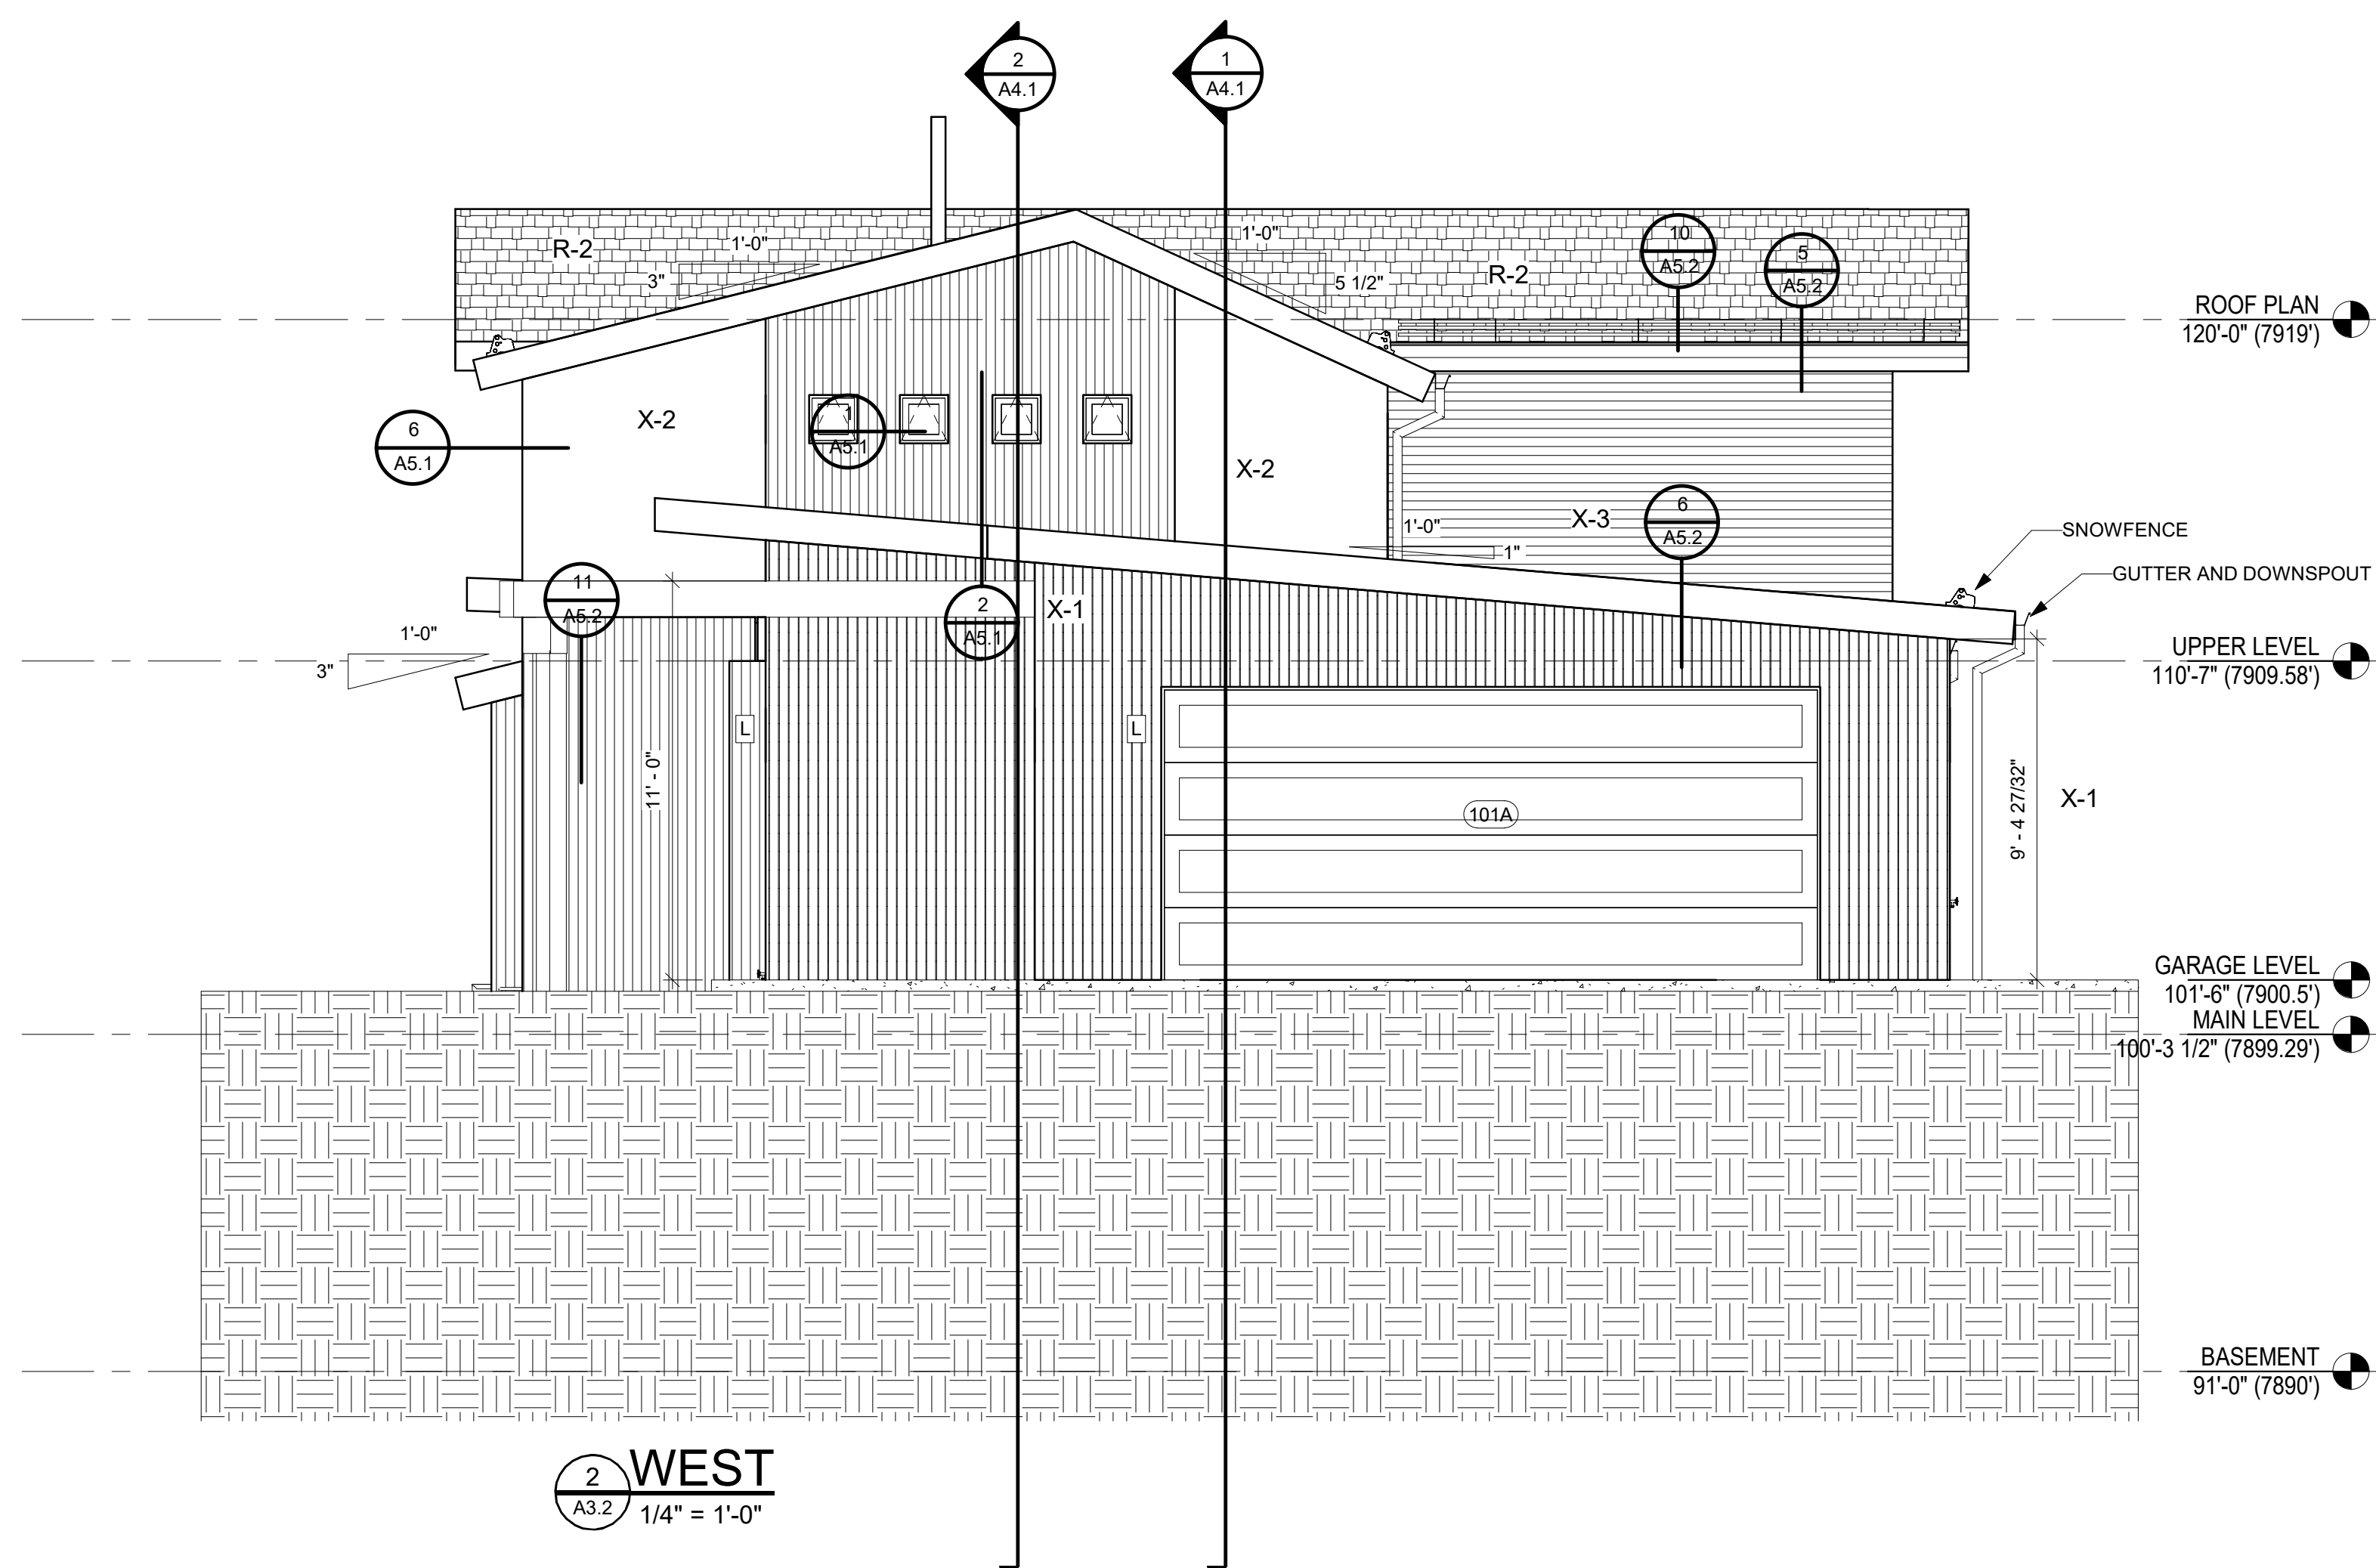 2
A4.1
1
A4.1
R-2
1'-0"
3"
1'-0"
5 1/2"
R-2
10
A5.2
5
A5.2
ROOF PLAN
120'-0" (7919')
6
A5.1
X-2
1
A5.1
X-2
1'-0"
1"
X-3
6
A5.2
SNOWFENCE
GUTTER AND DOWNSPOUT
11
A5.2
2
A5.1
X-1
1'-0"
3"
UPPER LEVEL
110'-7" (7909.58')
L
L
11' - 0"
101A
9' - 4 27/32"
X-1
GARAGE LEVEL
101'-6" (7900.5')
MAIN LEVEL
100'-3 1/2" (7899.29')
BASEMENT
91'-0" (7890')
2
A3.2
WEST
1/4" = 1'-0"